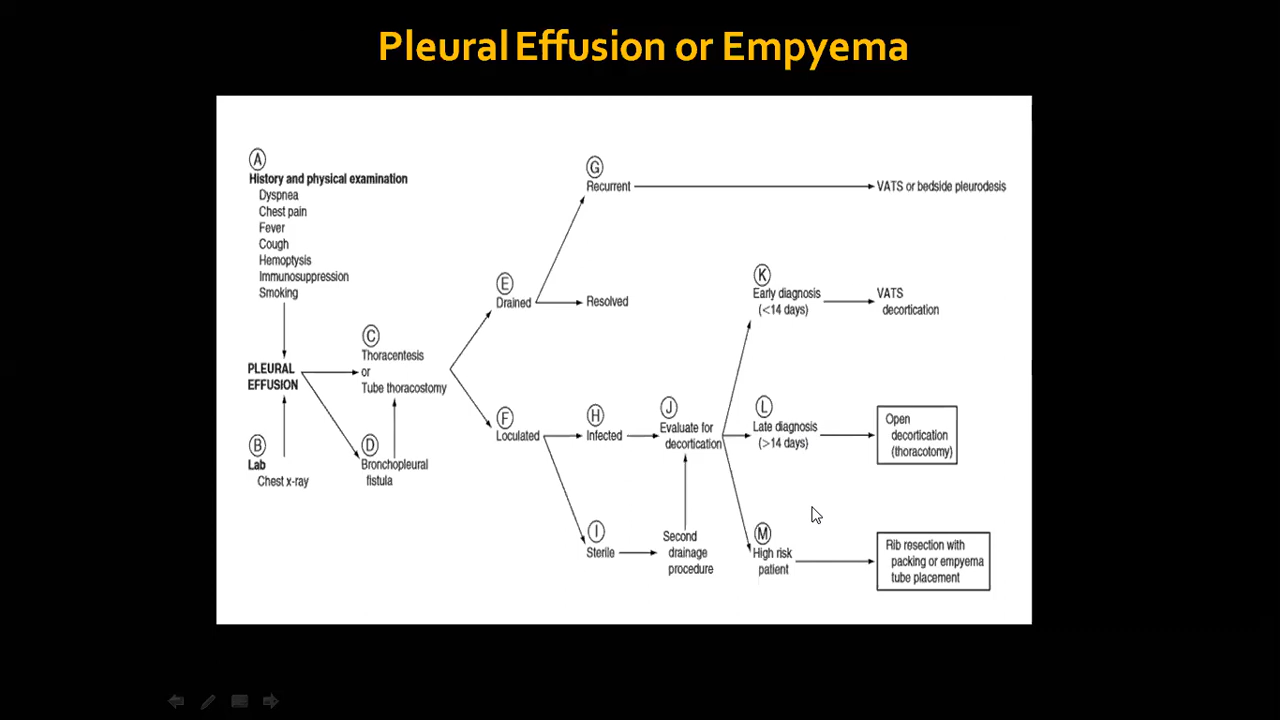 Pleural Effusion or Empyema
A
History and physical examination
Dyspnea
Chest pain
Fever
Cough
Hemoptysis
Immunosuppression
Smoking
PLEURAL
EFFUSION
B
Lab
Chest x-ray
C
Thoracentesis
or
Tube thoracostomy
D
Bronchopleural
fistula
E
Drained
F
Loculated
G
Recurrent
VATS or bedside pleurodesis
Resolved
H
Infected
I
Sterile
J
Evaluate for
decortication
Second
drainage
procedure
K
Early diagnosis
(<14 days)
VATS
decortication
L
Late diagnosis
(>14 days)
Open
decortication
(thoracotomy)
M
High risk
patient
Rib resection with
packing or empyema
tube placement